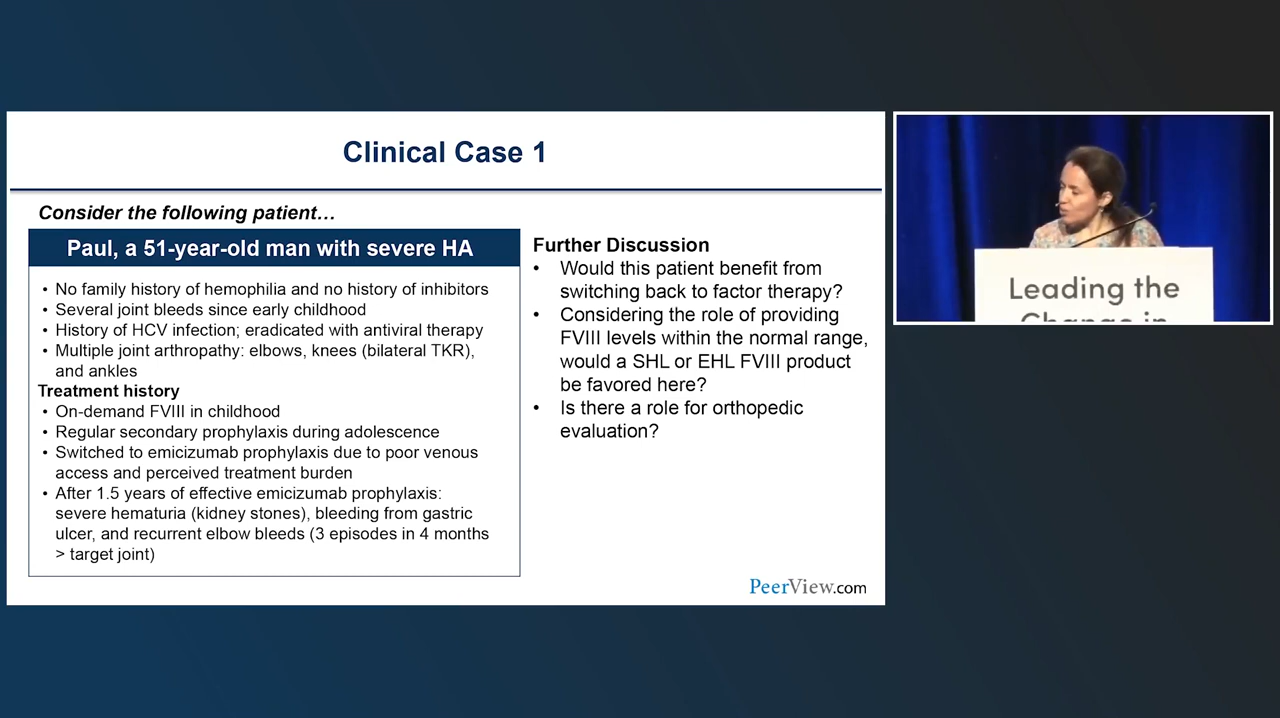 Clinical Case 1
Consider the following patient…
Paul, a 51-year-old man with severe HA
• No family history of hemophilia and no history of inhibitors
• Several joint bleeds since early childhood
• History of HCV infection; eradicated with antiviral therapy
• Multiple joint arthropathy: elbows, knees (bilateral TKR),
and ankles
Treatment history
• On-demand FVIII in childhood
• Regular secondary prophylaxis during adolescence
• Switched to emicizumab prophylaxis due to poor venous
access and perceived treatment burden
• After 1.5 years of effective emicizumab prophylaxis:
severe hematuria (kidney stones), bleeding from gastric
ulcer, and recurrent elbow bleeds (3 episodes in 4 months
> target joint)
Further Discussion
• Would this patient benefit from
switching back to factor therapy?
• Considering the role of providing
FVIII levels within the normal range,
would a SHL or EHL FVIII product
be favored here?
• Is there a role for orthopedic
evaluation?
PeerView.com
Leading the
Change in